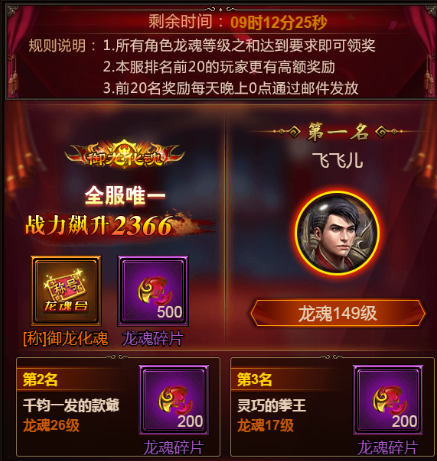 剩余时间：09时12分25秒
规则说明：1.所有角色龙魂等级之和达到要求即可领奖
2.本服排名前20的玩家更有高额奖励
3.前20名奖励每天晚上0点通过邮件发放
御龙化魂
全服唯一
战力飙升2366
称号
龙魂合
[称]御龙化魂
500
龙魂碎片
第一名
飞飞儿
龙魂149级
第2名
千钧一发的款爺
龙魂26级
200
龙魂碎片
第3名
灵巧的拳王
龙魂17级
200
龙魂碎片